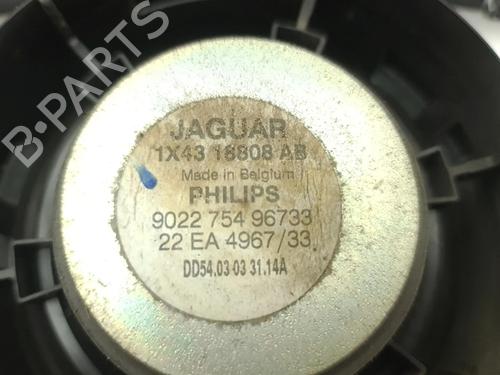 JAGUAR
1X43 18808 AB
Made in Belgium
PHILIPS
9022 754 96733
22 EA 4967/33
DD54.03 03 31.14A
B-PARTS